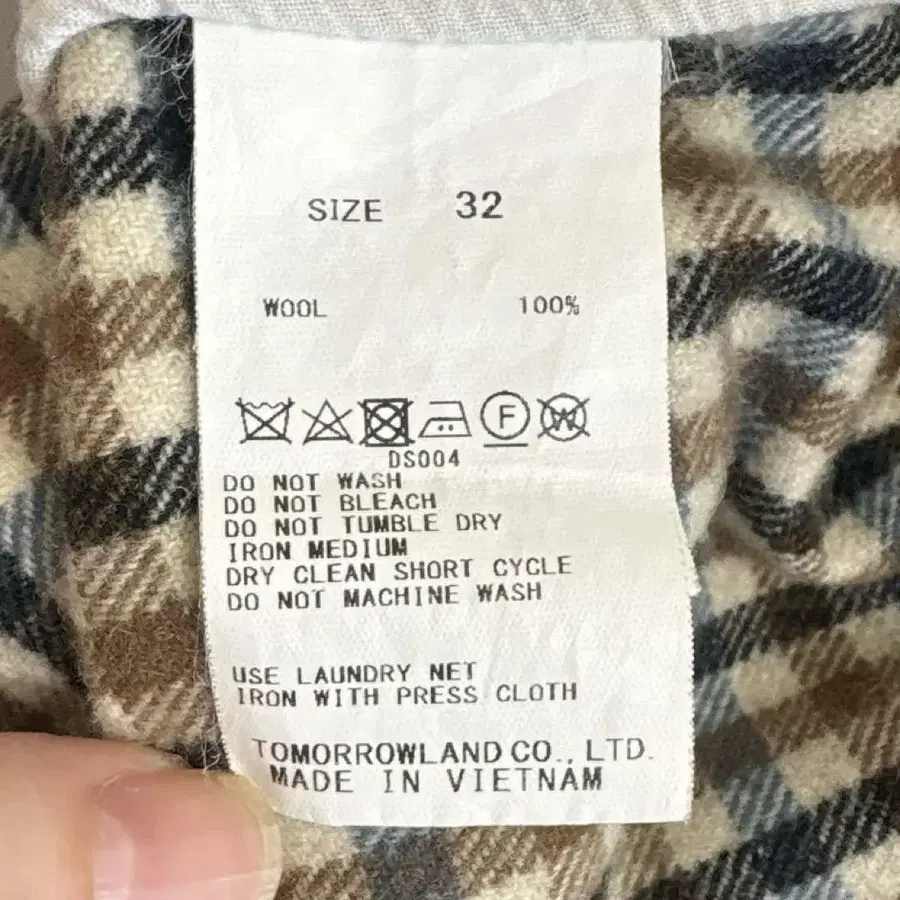 SIZE 32
WOOL 100%
F W
DS004
DO NOT WASH
DO NOT BLEACH
DO NOT TUMBLE DRY
IRON MEDIUM
DRY CLEAN SHORT CYCLE
DO NOT MACHINE WASH
USE LAUNDRY NET
IRON WITH PRESS CLOTH
TOMORROWLAND CO., LTD.
MADE IN VIETNAM